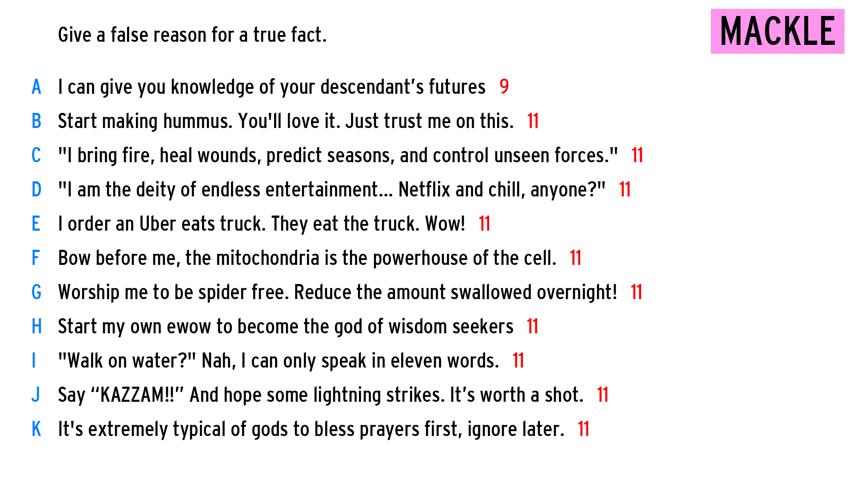 Give a false reason for a true fact.
MACKLE
A I can give you knowledge of your descendant’s futures 9
B Start making hummus. You'll love it. Just trust me on this. 11
C "I bring fire, heal wounds, predict seasons, and control unseen forces." 11
D "I am the deity of endless entertainment... Netflix and chill, anyone?" 11
E I order an Uber eats truck. They eat the truck. Wow! 11
F Bow before me, the mitochondria is the powerhouse of the cell. 11
G Worship me to be spider free. Reduce the amount swallowed overnight! 11
H Start my own ewow to become the god of wisdom seekers 11
I "Walk on water?" Nah, I can only speak in eleven words. 11
J Say “KAZZAM!!” And hope some lightning strikes. It’s worth a shot. 11
K It's extremely typical of gods to bless prayers first, ignore later. 11